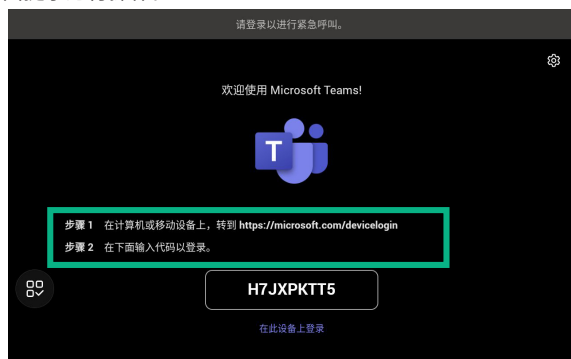 请登录以进行紧急呼叫。
欢迎使用 Microsoft Teams!
T
步骤 1 在计算机或移动设备上，转到 https://microsoft.com/devicelogin
步骤 2 在下面输入代码以登录。
H7JXPKTT5
在此设备上登录